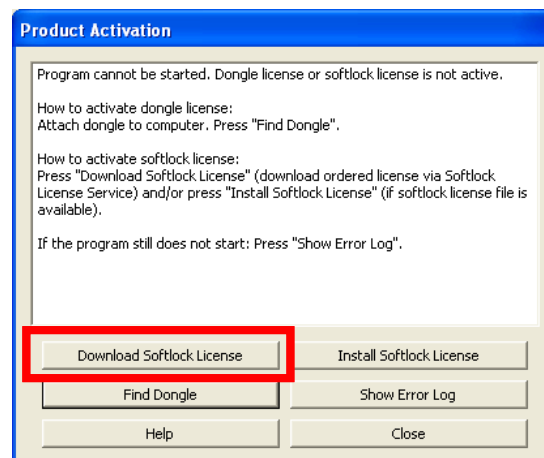 Product Activation
Program cannot be started. Dongle license or softlock license is not active.
How to activate dongle license:
Attach dongle to computer. Press "Find Dongle".
How to activate softlock license:
Press "Download Softlock License" (download ordered license via Softlock
License Service) and/or press "Install Softlock License" (if softlock license file is
available).
If the program still does not start: Press "Show Error Log".
Download Softlock License
Install Softlock License
Find Dongle
Show Error Log
Help
Close